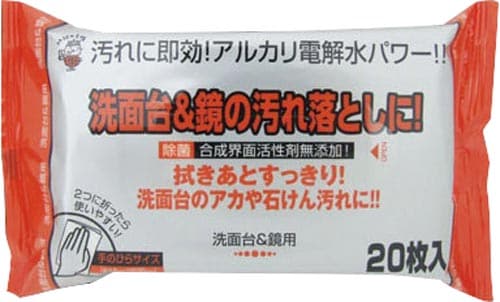 汚れに即効!アルカリ電解水パワー!!
洗面台&鏡の汚れ落としに!
除菌 合成界面活性剤無添加!
OPEN
拭きあとすっきり!
洗面台のアカや石けん汚れに!!
2つに折ったら
使いやすい!
手のひらサイズ
洗面台&鏡用
20枚入